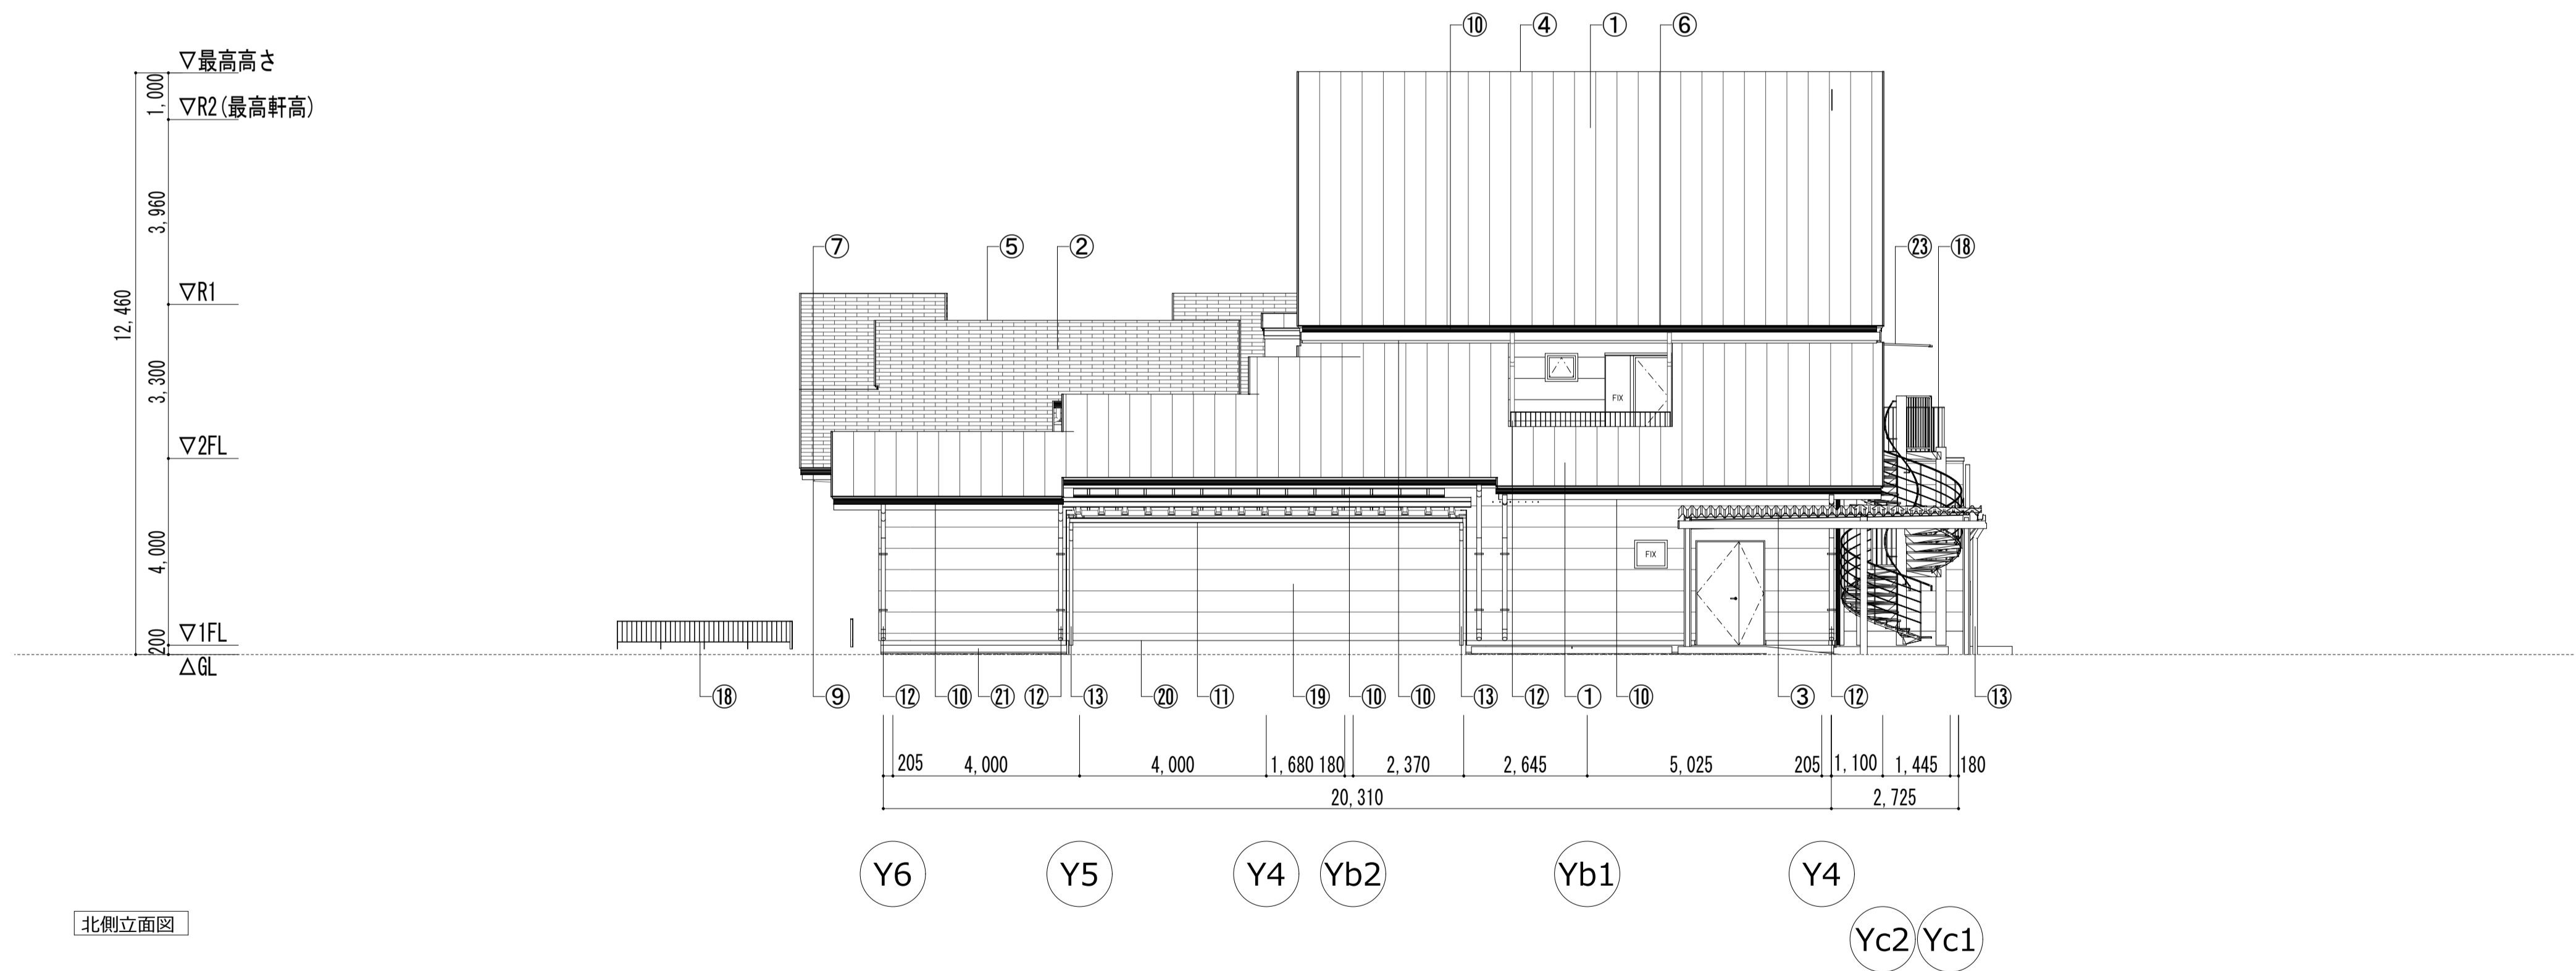 ⑩ ④ ① ⑥
▽最高高さ
1,000
▽R2(最高軒高)
3,960
⑦ ⑤ ② ㉓ ⑱
▽R1
12,460
3,300
FIX
▽2FL
4,000
FIX
▽1FL
200
△GL
⑱ ⑨ ⑫ ⑩ ㉑ ⑫ ⑬ ⑳ ⑪ ⑲ ⑩ ⑩ ⑬ ⑫ ① ⑩ ③ ⑫ ⑬
205 4,000 4,000 1,680 180 2,370 2,645 5,025 205 1,100 1,445 180
20,310 2,725
Y6 Y5 Y4 Yb2 Yb1 Y4
北側立面図
Yc2 Yc1